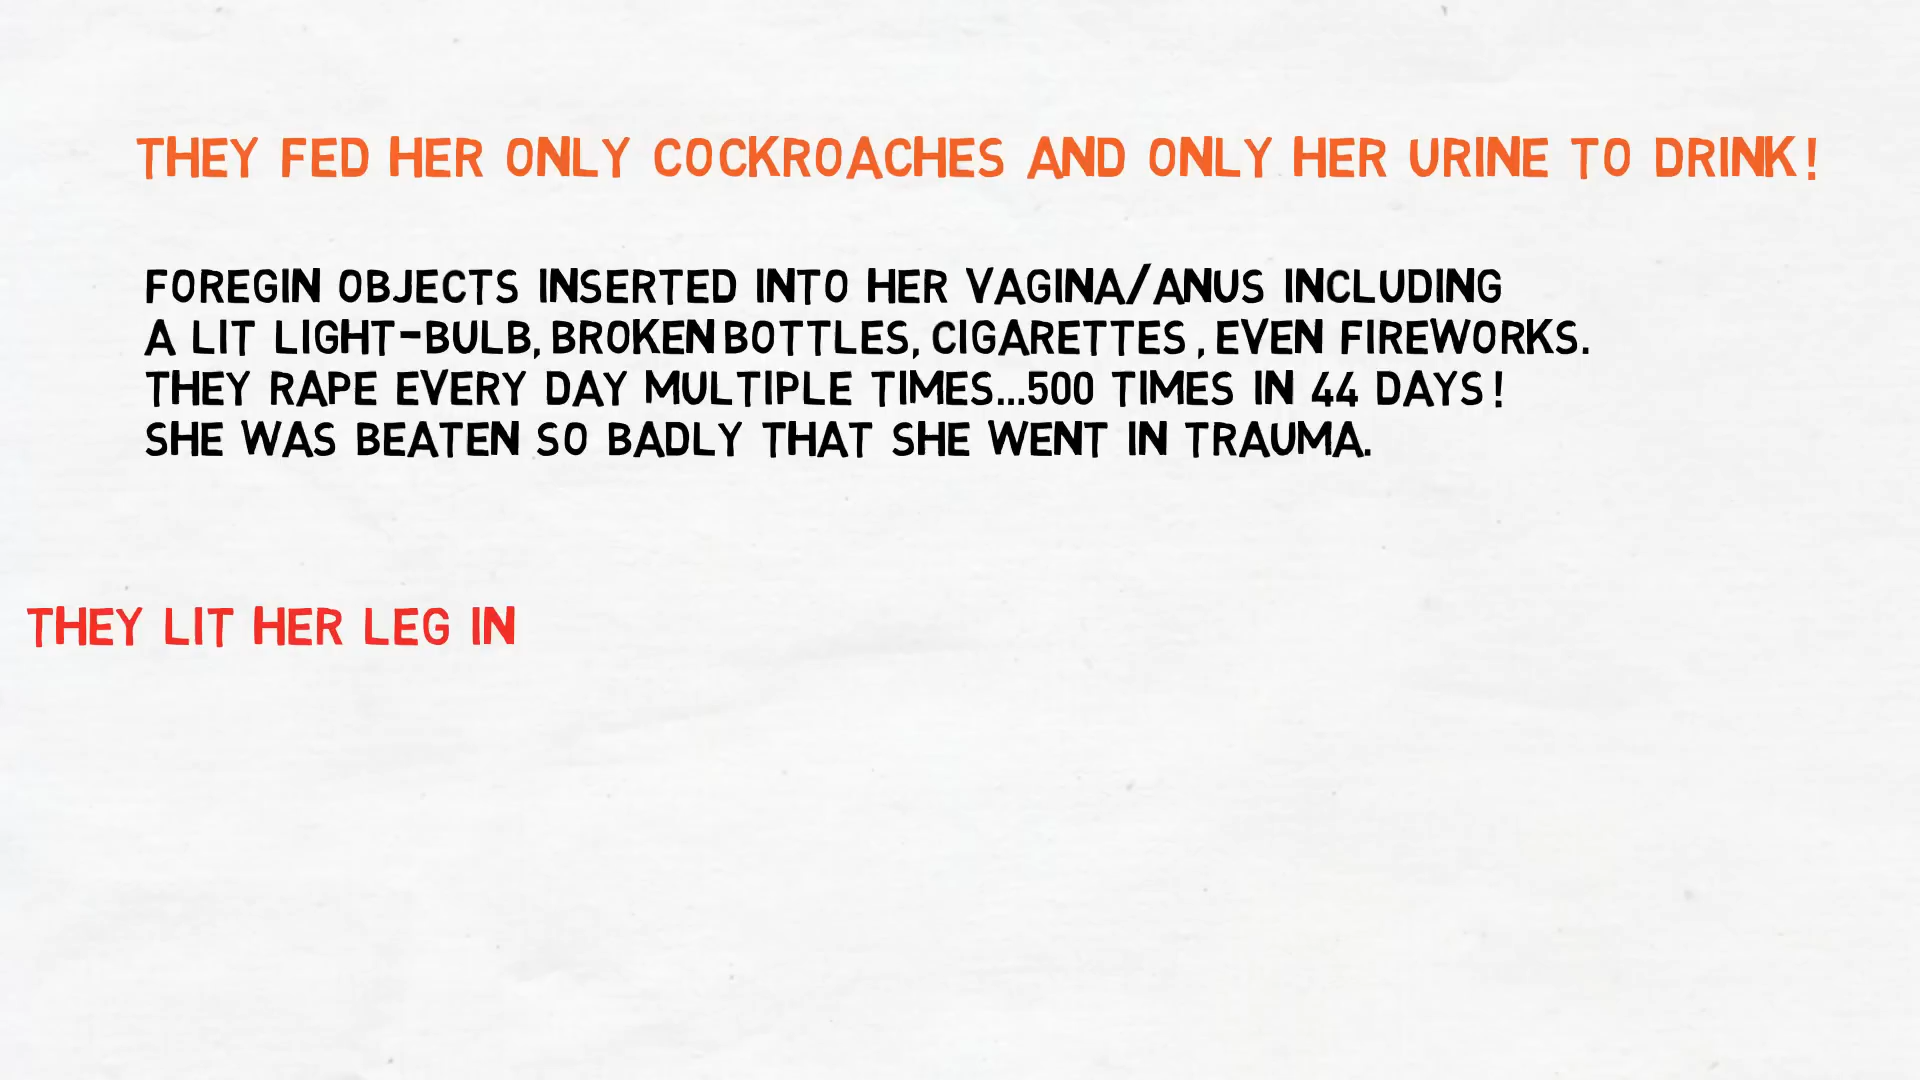 THEY FED HER ONLY COCKROACHES AND ONLY HER URINE TO DRINK!
FOREGIN OBJECTS INSERTED INTO HER VAGINA/ANUS INCLUDING
A LIT LIGHT-BULB, BROKEN BOTTLES, CIGARETTES, EVEN FIREWORKS.
THEY RAPE EVERY DAY MULTIPLE TIMES...500 TIMES IN 44 DAYS!
SHE WAS BEATEN SO BADLY THAT SHE WENT IN TRAUMA.
THEY LIT HER LEG IN